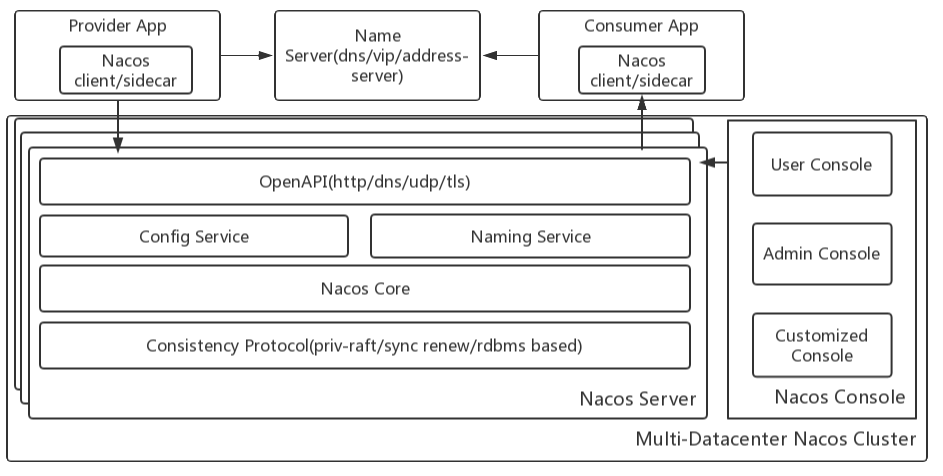 Provider App
Nacos
client/sidecar
Name
Server(dns/vip/address-
server)
Consumer App
Nacos
client/sidecar
OpenAPI(http/dns/udp/tls)
Config Service
Naming Service
Nacos Core
Consistency Protocol(priv-raft/sync renew/rdbms based)
Nacos Server
User Console
Admin Console
Customized
Console
Nacos Console
Multi-Datacenter Nacos Cluster